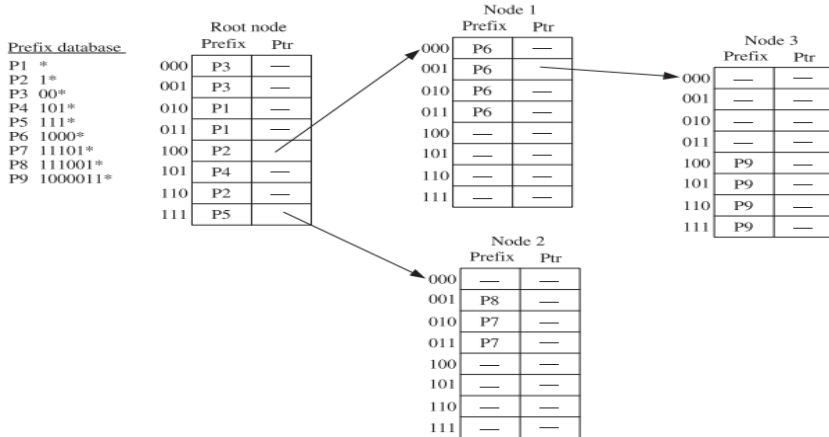 Prefix database
P1 *
P2 1*
P3 00*
P4 101*
P5 111*
P6 1000*
P7 11101*
P8 111001*
P9 1000011*
Root node
Prefix Ptr
000 P3 —
001 P3 —
010 P1 —
011 P1 —
100 P2
101 P4 —
110 P2 —
111 P5
Node 1
Prefix Ptr
000 P6 —
001 P6
010 P6 —
011 P6 —
100 — —
101 — —
110 — —
111 — —
Node 3
Prefix Ptr
000 — —
001 — —
010 — —
011 — —
100 P9 —
101 P9 —
110 P9 —
111 P9 —
Node 2
Prefix Ptr
000 — —
001 P8 —
010 P7 —
011 P7 —
100 — —
101 — —
110 — —
111 — —